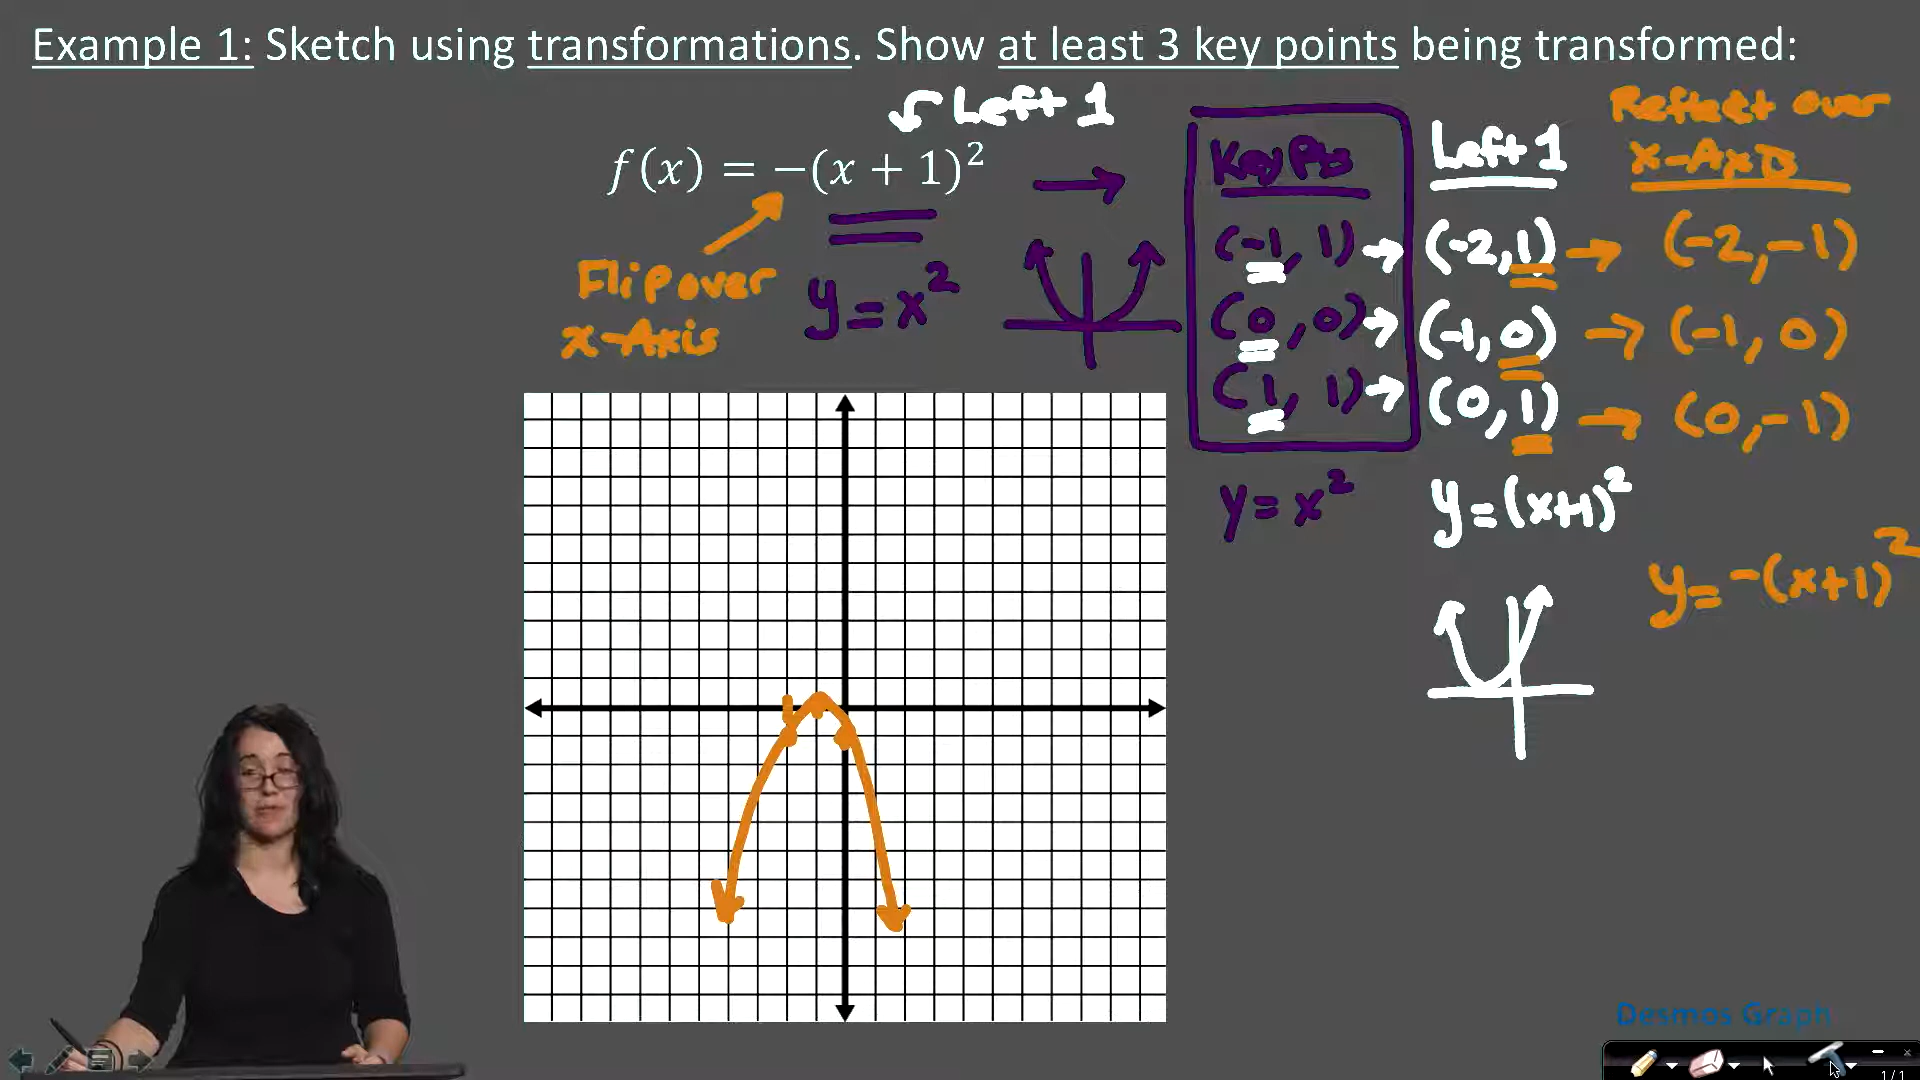 Example 1: Sketch using transformations. Show at least 3 key points being transformed:
Left 1
f(x) = −(x + 1)²
Flip over
x-Axis
y = x²
Key Pts
(-1, 1) → (-2, 1) → (-2, -1)
(0, 0) → (-1, 0) → (-1, 0)
(1, 1) → (0, 1) → (0, -1)
Left 1
Reflect over
x-Axis
y = x²
y = (x+1)²
y = -(x+1)²
Desmos Graph
1/1